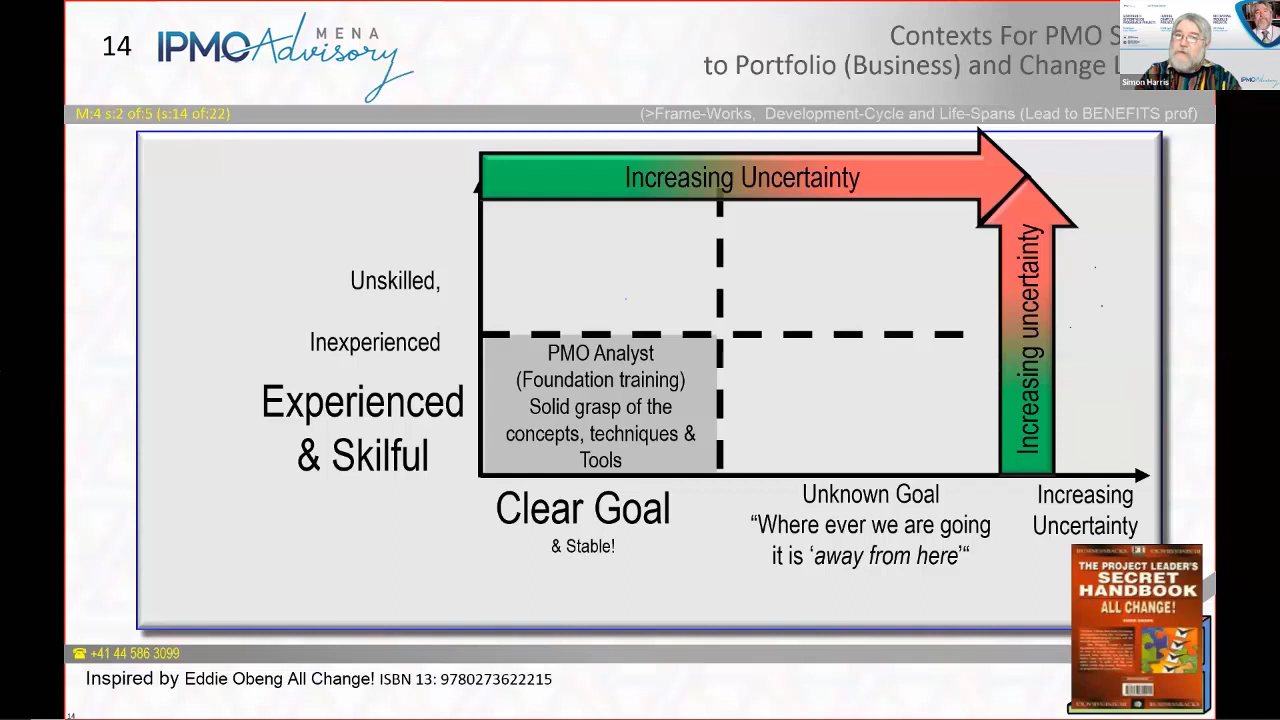 14
IPMO Advisory
MENA
Contexts For PMO S
to Portfolio (Business) and Change L
Simon Harris
M:4 s:2 of:5 (s:14 of:22)
(>Frame-Works, Development-Cycle and Life-Spans (Lead to BENEFITS prof)
Increasing Uncertainty
Increasing uncertainty
Unskilled,
Inexperienced
Experienced
& Skilful
PMO Analyst
(Foundation training)
Solid grasp of the
concepts, techniques &
Tools
Clear Goal
& Stable!
Unknown Goal
“Where ever we are going
it is ‘away from here’“
Increasing
Uncertainty
THE PROJECT LEADER'S
SECRET
HANDBOOK
ALL CHANGE!
☎ +41 44 586 3099
Inspired by Eddie Obeng All Change! ISBN 13: 9780273622215
14